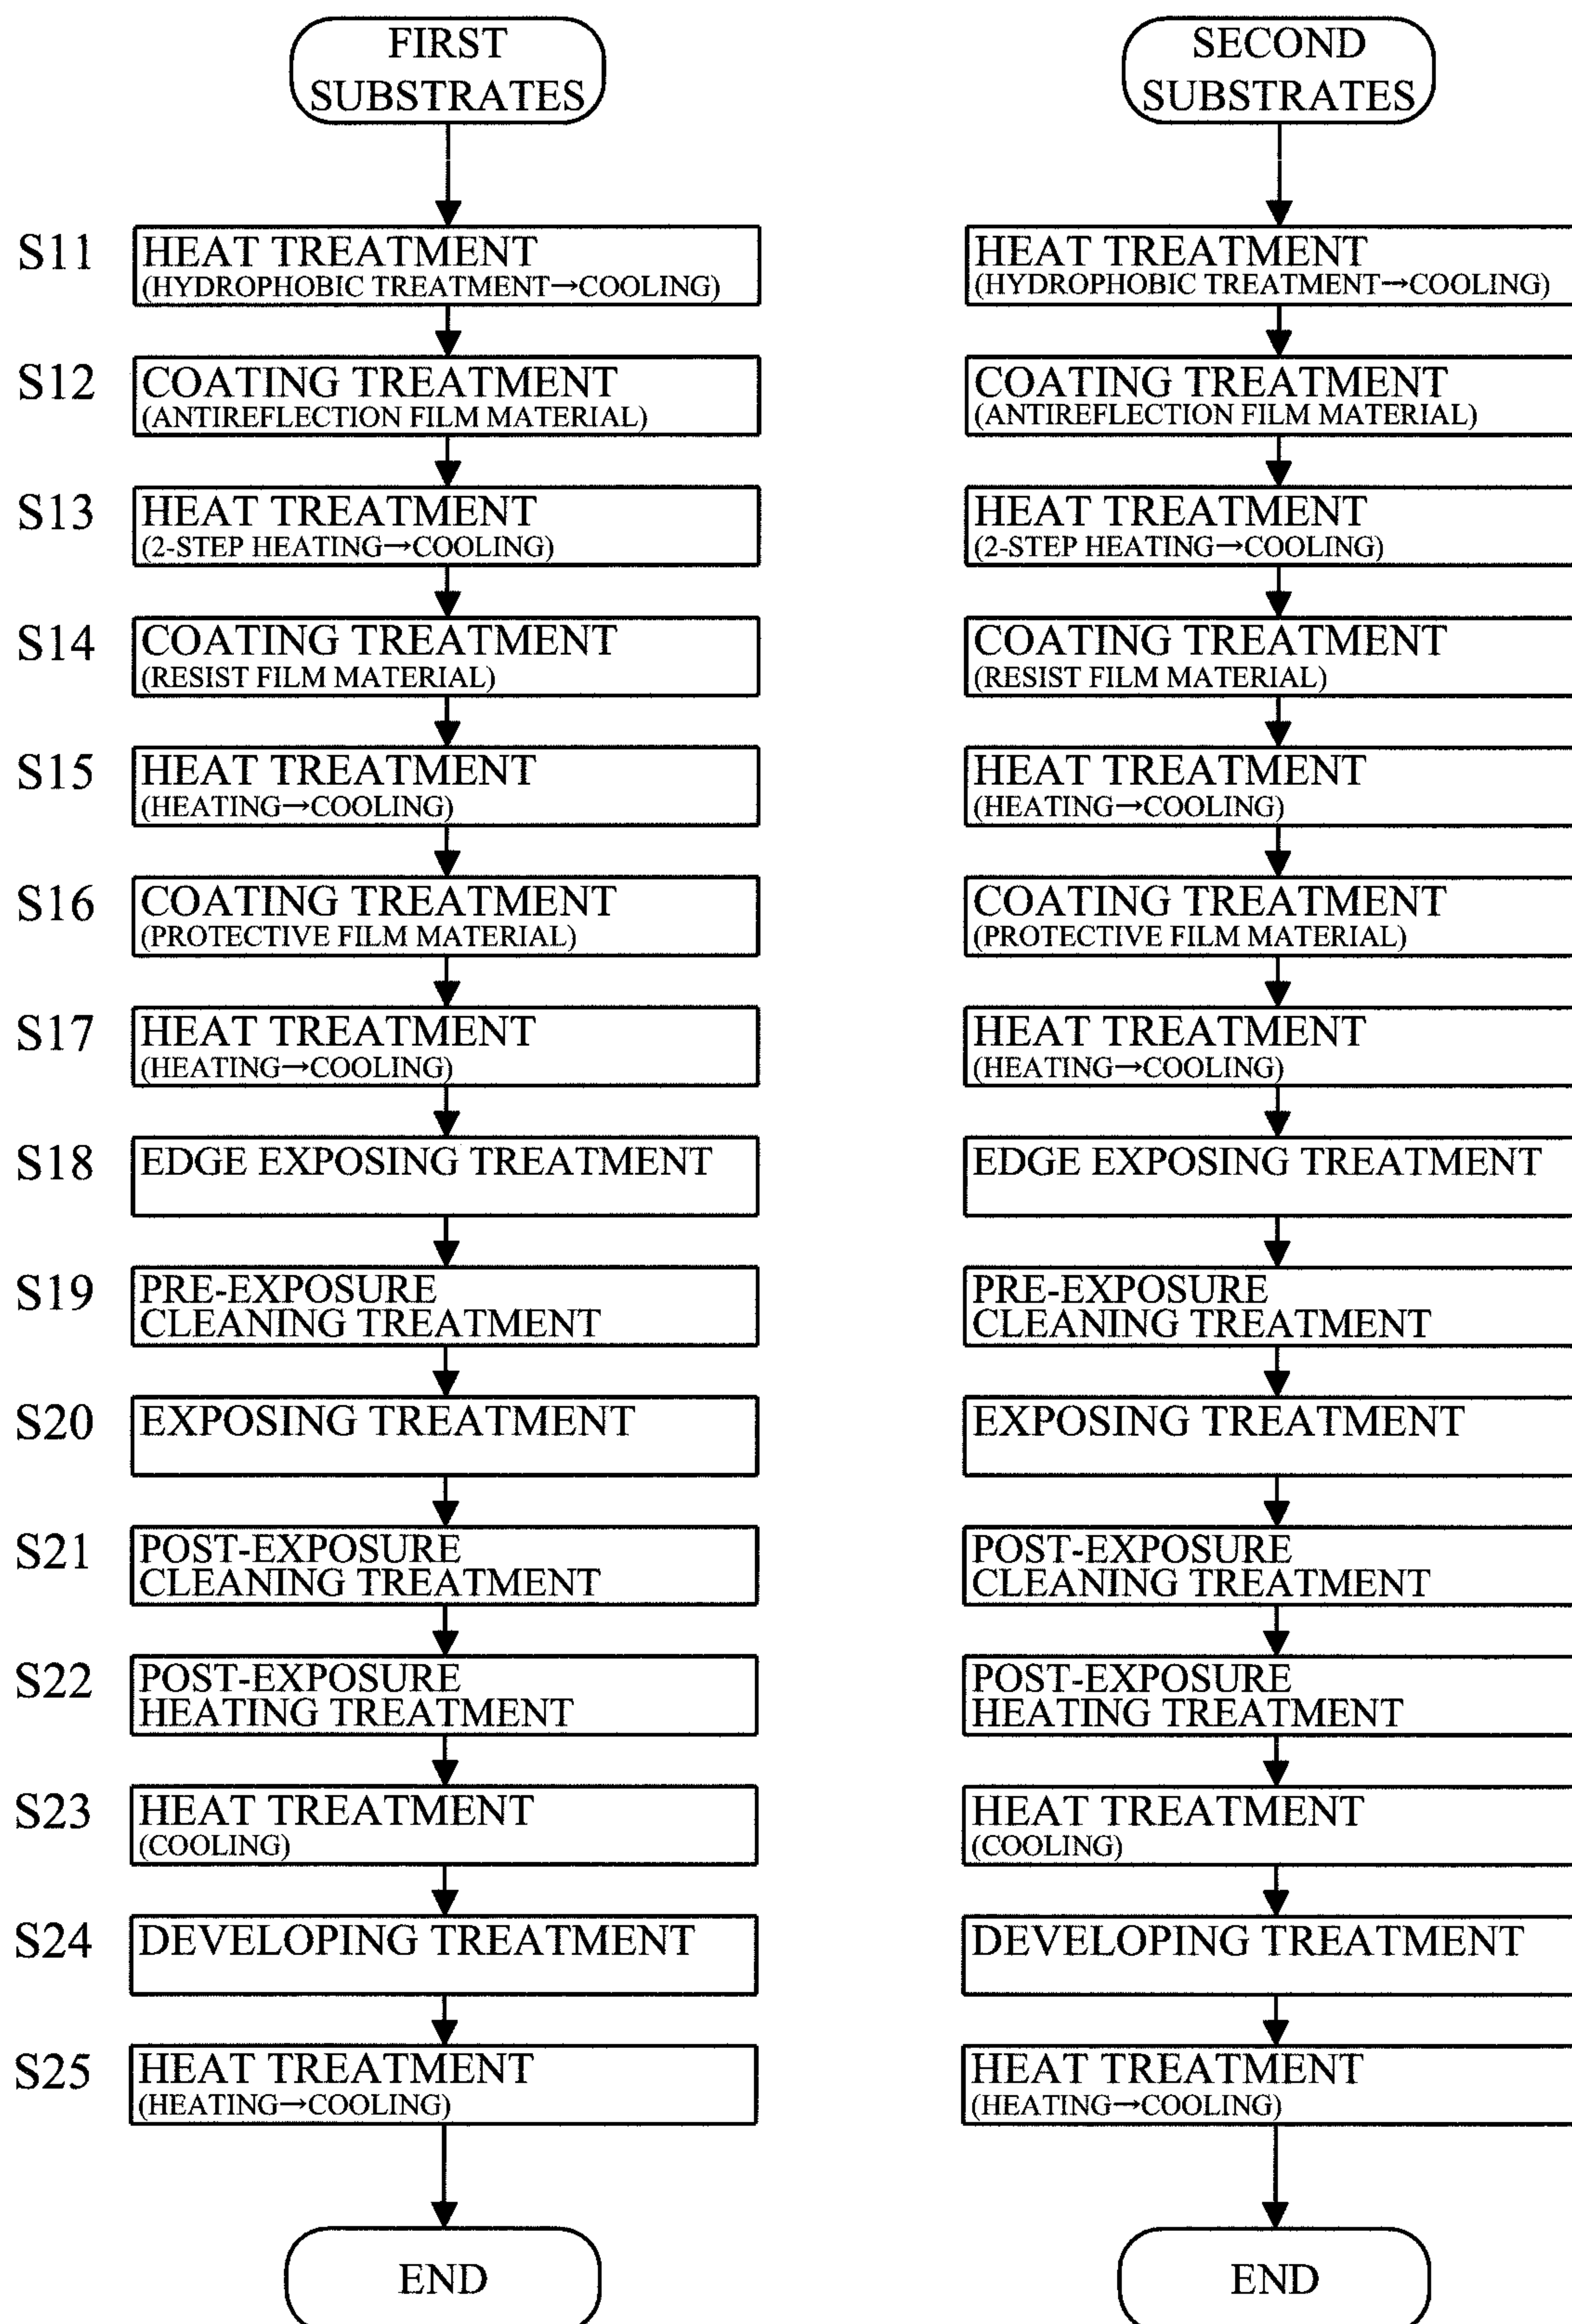 FIRST
SUBSTRATES
S11
HEAT TREATMENT
(HYDROPHOBIC TREATMENT→COOLING)
S12
COATING TREATMENT
(ANTIREFLECTION FILM MATERIAL)
S13
HEAT TREATMENT
(2-STEP HEATING→COOLING)
S14
COATING TREATMENT
(RESIST FILM MATERIAL)
S15
HEAT TREATMENT
(HEATING→COOLING)
S16
COATING TREATMENT
(PROTECTIVE FILM MATERIAL)
S17
HEAT TREATMENT
(HEATING→COOLING)
S18
EDGE EXPOSING TREATMENT
S19
PRE-EXPOSURE
CLEANING TREATMENT
S20
EXPOSING TREATMENT
S21
POST-EXPOSURE
CLEANING TREATMENT
S22
POST-EXPOSURE
HEATING TREATMENT
S23
HEAT TREATMENT
(COOLING)
S24
DEVELOPING TREATMENT
S25
HEAT TREATMENT
(HEATING→COOLING)
END
SECOND
SUBSTRATES
HEAT TREATMENT
(HYDROPHOBIC TREATMENT→COOLING)
COATING TREATMENT
(ANTIREFLECTION FILM MATERIAL)
HEAT TREATMENT
(2-STEP HEATING→COOLING)
COATING TREATMENT
(RESIST FILM MATERIAL)
HEAT TREATMENT
(HEATING→COOLING)
COATING TREATMENT
(PROTECTIVE FILM MATERIAL)
HEAT TREATMENT
(HEATING→COOLING)
EDGE EXPOSING TREATMENT
PRE-EXPOSURE
CLEANING TREATMENT
EXPOSING TREATMENT
POST-EXPOSURE
CLEANING TREATMENT
POST-EXPOSURE
HEATING TREATMENT
HEAT TREATMENT
(COOLING)
DEVELOPING TREATMENT
HEAT TREATMENT
(HEATING→COOLING)
END